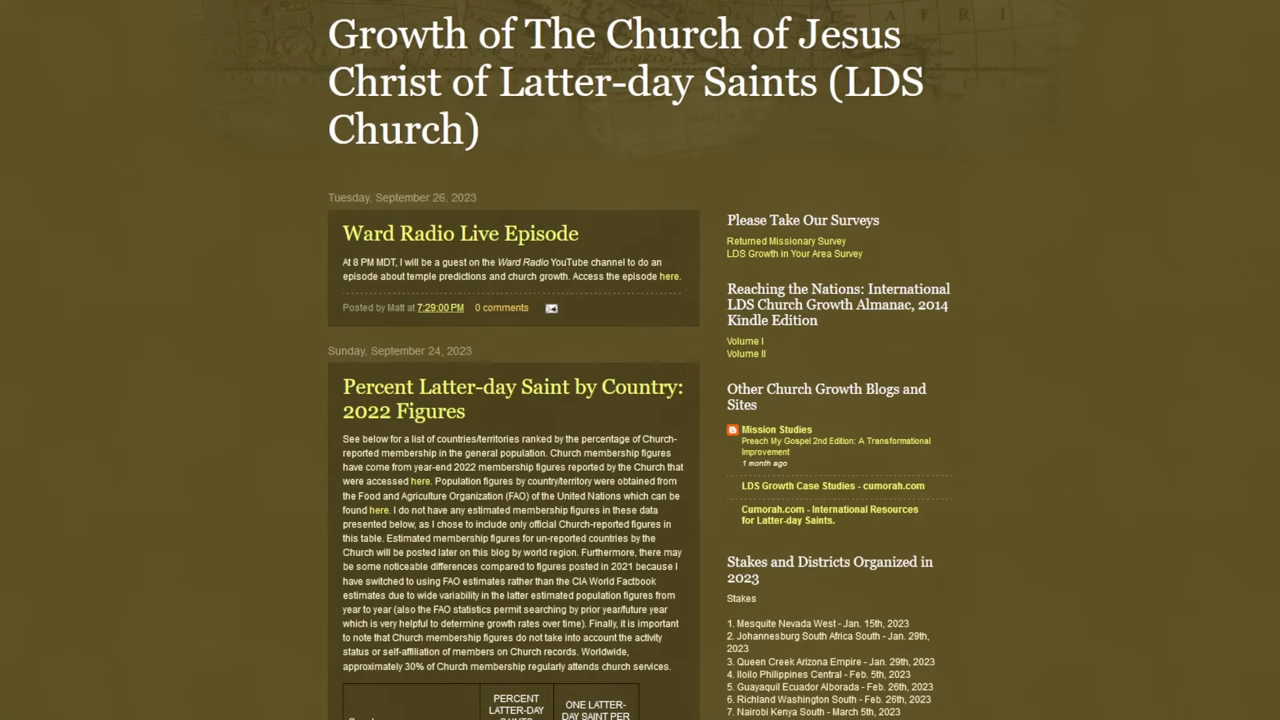 A F R I
Growth of The Church of Jesus
Christ of Latter-day Saints (LDS
Church)
Tuesday, September 26, 2023
Ward Radio Live Episode
At 8 PM MDT, I will be a guest on the Ward Radio YouTube channel to do an
episode about temple predictions and church growth. Access the episode here.
Posted by Matt at 7:29:00 PM 0 comments
Sunday, September 24, 2023
Percent Latter-day Saint by Country:
2022 Figures
See below for a list of countries/territories ranked by the percentage of Church-
reported membership in the general population. Church membership figures
have come from year-end 2022 membership figures reported by the Church that
were accessed here. Population figures by country/territory were obtained from
the Food and Agriculture Organization (FAO) of the United Nations which can be
found here. I do not have any estimated membership figures in these data
presented below, as I chose to include only official Church-reported figures in
this table. Estimated membership figures for un-reported countries by the
Church will be posted later on this blog by world region. Furthermore, there may
be some noticeable differences compared to figures posted in 2021 because I
have switched to using FAO estimates rather than the CIA World Factbook
estimates due to wide variability in the latter estimated population figures from
year to year (also the FAO statistics permit searching by prior year/future year
which is very helpful to determine growth rates over time). Finally, it is important
to note that Church membership figures do not take into account the activity
status or self-affiliation of members on Church records. Worldwide,
approximately 30% of Church membership regularly attends church services.
PERCENT
LATTER-DAY
ONE LATTER-
DAY SAINT PER
Please Take Our Surveys
Returned Missionary Survey
LDS Growth in Your Area Survey
Reaching the Nations: International
LDS Church Growth Almanac, 2014
Kindle Edition
Volume I
Volume II
Other Church Growth Blogs and
Sites
Mission Studies
Preach My Gospel 2nd Edition: A Transformational
Improvement
1 month ago
LDS Growth Case Studies - cumorah.com
Cumorah.com - International Resources
for Latter-day Saints.
Stakes and Districts Organized in
2023
Stakes
1. Mesquite Nevada West - Jan. 15th, 2023
2. Johannesburg South Africa South - Jan. 29th,
2023
3. Queen Creek Arizona Empire - Jan. 29th, 2023
4. Iloilo Philippines Central - Feb. 5th, 2023
5. Guayaquil Ecuador Alborada - Feb. 26th, 2023
6. Richland Washington South - Feb. 26th, 2023
7. Nairobi Kenya South - March 5th, 2023